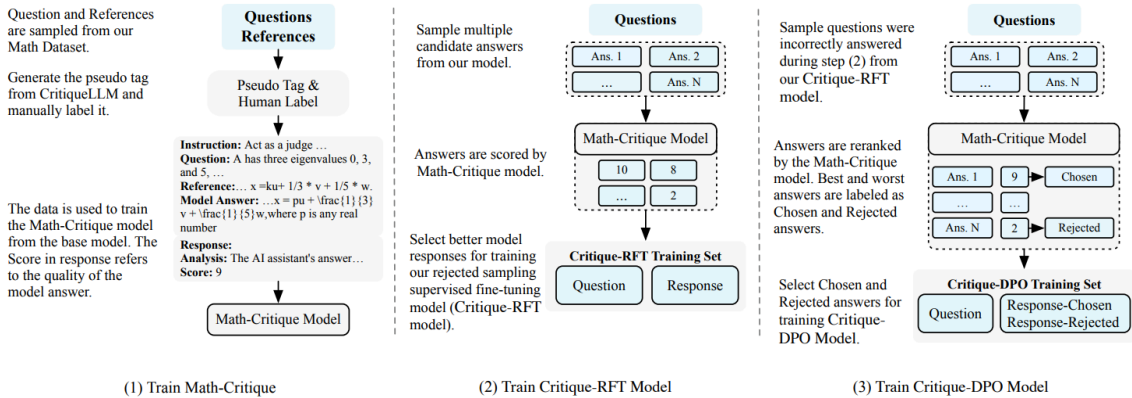 Question and References
are sampled from our
Math Dataset.
Generate the pseudo tag
from CritiqueLLM and
manually label it.
The data is used to train
the Math-Critique model
from the base model. The
Score in response refers
to the quality of the
model answer.
Questions
References
Pseudo Tag &
Human Label
Instruction: Act as a judge …
Question: A has three eigenvalues 0, 3,
and 5, …
Reference:… x =ku+ 1/3 * v + 1/5 * w.
Model Answer: …x = pu + \frac{1}{3}
v + \frac{1}{5}w,where p is any real
number
Response:
Analysis: The AI assistant's answer…
Score: 9
Math-Critique Model
(1) Train Math-Critique
Sample multiple
candidate answers
from our model.
Answers are scored by
Math-Critique model.
Select better model
responses for training
our rejected sampling
supervised fine-tuning
model (Critique-RFT
model).
Questions
Ans. 1
Ans. 2
…
Ans. N
Math-Critique Model
10
8
…
2
Critique-RFT Training Set
Question
Response
(2) Train Critique-RFT Model
Sample questions were
incorrectly answered
during step (2) from
our Critique-RFT
model.
Answers are reranked
by the Math-Critique
model. Best and worst
answers are labeled as
Chosen and Rejected
answers.
Select Chosen and
Rejected answers for
training Critique-
DPO Model.
Questions
Ans. 1
Ans. 2
…
Ans. N
Math-Critique Model
Ans. 1
9
Chosen
…
…
Ans. N
2
Rejected
Critique-DPO Training Set
Question
Response-Chosen
Response-Rejected
(3) Train Critique-DPO Model